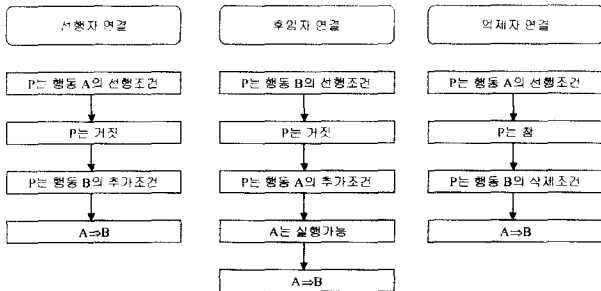 선행자 연결
P는 행동 A의 선행조건
P는 거짓
P는 행동 B의 추가조건
A⇒B
후임자 연결
P는 행동 B의 선행조건
P는 거짓
P는 행동 A의 추가조건
A는 실행가능
A⇒B
억제자 연결
P는 행동 A의 선행조건
P는 참
P는 행동 B의 삭제조건
A⇒B